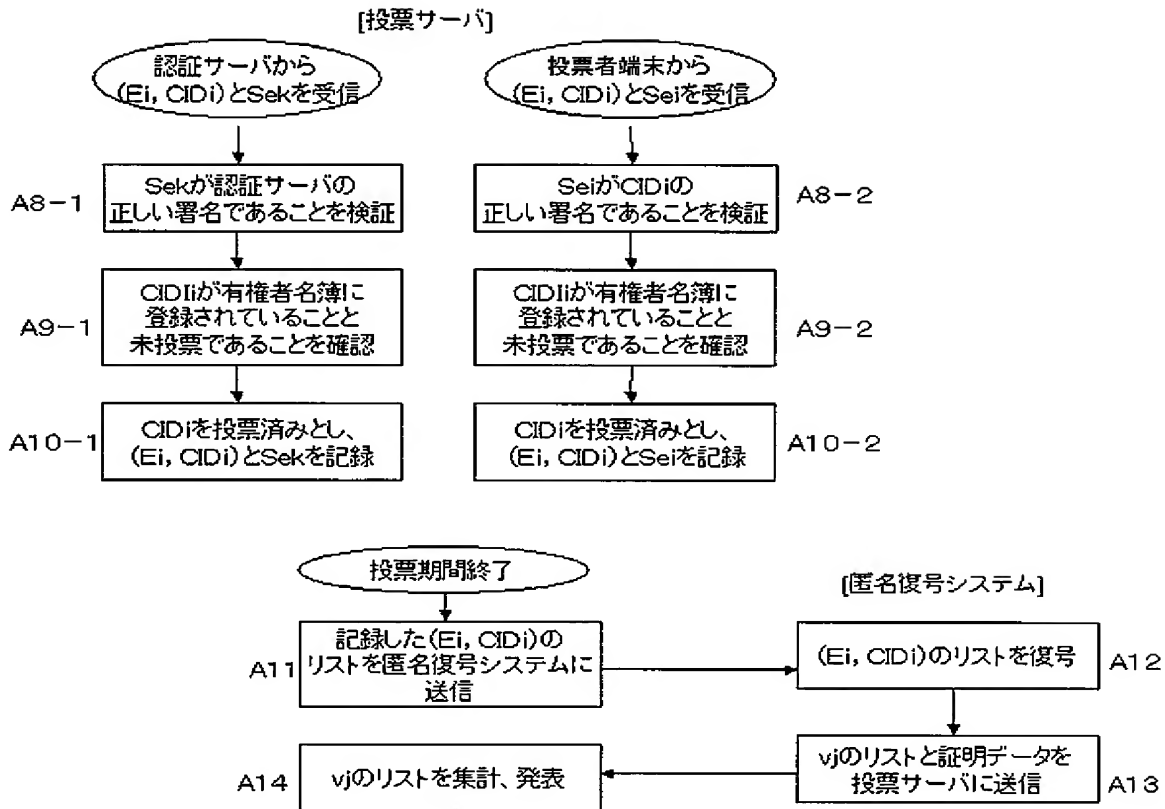 [投票サーバ]
認証サーバから
(Ei, CIDi)とSekを受信
投票者端末から
(Ei, CIDi)とSeiを受信
A8-1
Sekが認証サーバの
正しい署名であることを検証
SeiがCIDiの
正しい署名であることを検証
A8-2
A9-1
CIDIiが有権者名簿に
登録されていることと
未投票であることを確認
CIDIiが有権者名簿に
登録されていることと
未投票であることを確認
A9-2
A10-1
CIDiを投票済みとし、
(Ei, CIDi)とSekを記録
CIDiを投票済みとし、
(Ei, CIDi)とSeiを記録
A10-2
投票期間終了
[匿名復号システム]
A11
記録した(Ei, CIDi)の
リストを匿名復号システムに
送信
(Ei, CIDi)のリストを復号
A12
A14
vjのリストを集計、発表
vjのリストと証明データを
投票サーバに送信
A13